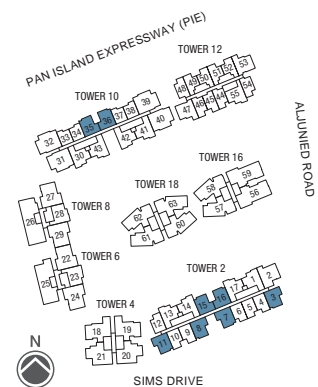 PAN ISLAND EXPRESSWAY (PIE)
TOWER 12
48 49 50 51 52 53
47 46 45 44 55 54
TOWER 10
32 33 34 35 36 37 38 39
31 30 43 42 41 40
ALJUNIED ROAD
TOWER 16
58 59
57 56
TOWER 18
62 63
61 60
TOWER 8
27
26 28
29
TOWER 6
22
25 23
24
TOWER 2
12 13 14 15 16 17 1 2
11 10 9 8 7 6 5 4 3
TOWER 4
18 19
21 20
N
SIMS DRIVE